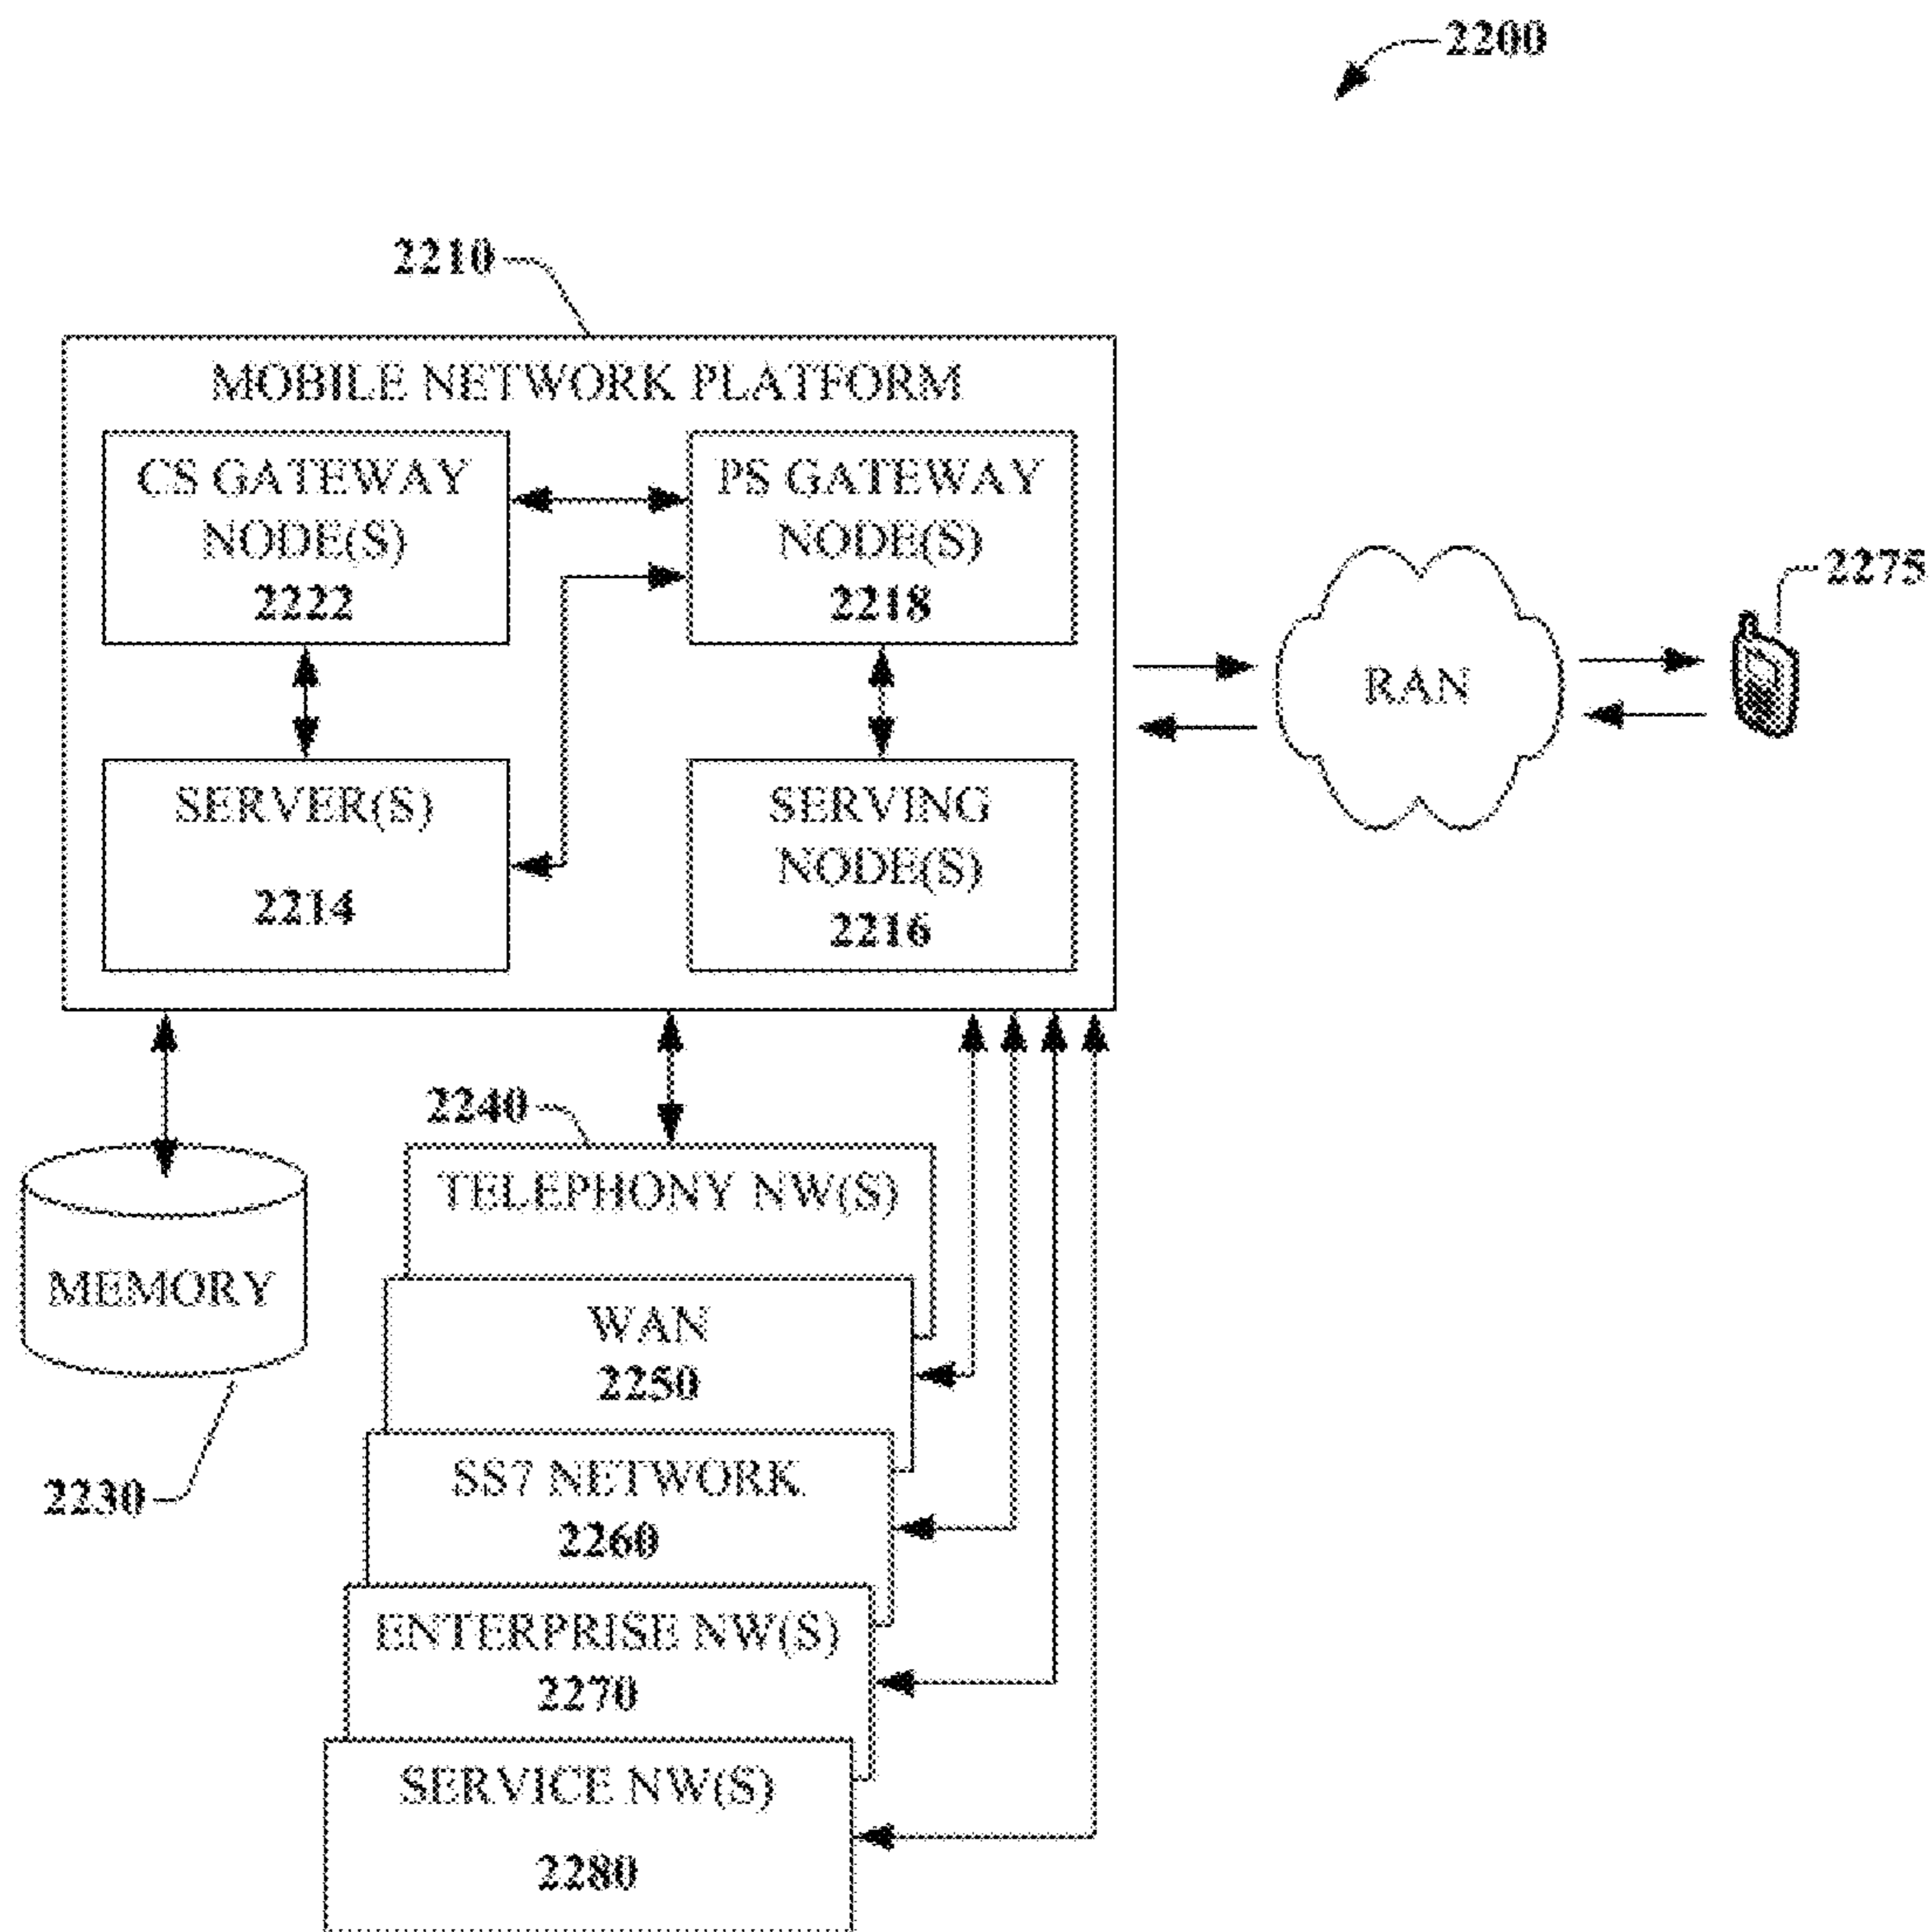 2200
2210
MOBILE NETWORK PLATFORM
CS GATEWAY
NODE(S)
2222
PS GATEWAY
NODE(S)
2218
2275
RAN
SERVER(S)
2214
SERVING
NODE(S)
2216
2240
TELEPHONY NW(S)
MEMORY
2230
WAN
2250
SS7 NETWORK
2260
ENTERPRISE NW(S)
2270
SERVICE NW(S)
2280